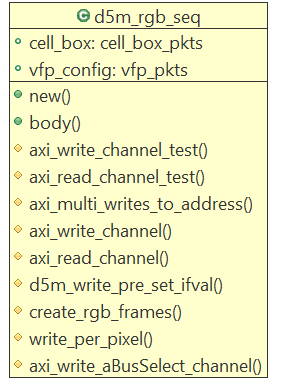 d5m_rgb_seq
cell_box: cell_box_pkts
vfp_config: vfp_pkts
new()
body()
axi_write_channel_test()
axi_read_channel_test()
axi_multi_writes_to_address()
axi_write_channel()
axi_read_channel()
d5m_write_pre_set_ifval()
create_rgb_frames()
write_per_pixel()
axi_write_aBusSelect_channel()